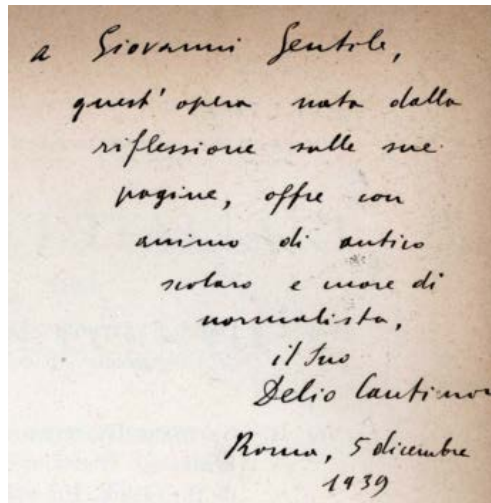 a Giovanni Gentile,
quest' opera nata dalla
riflessione sulle sue
pagine, offre con
animo di antico
scolaro e cuore di
normalista,
il Suo
Delio Cantimo
Roma, 5 dicembre
1939